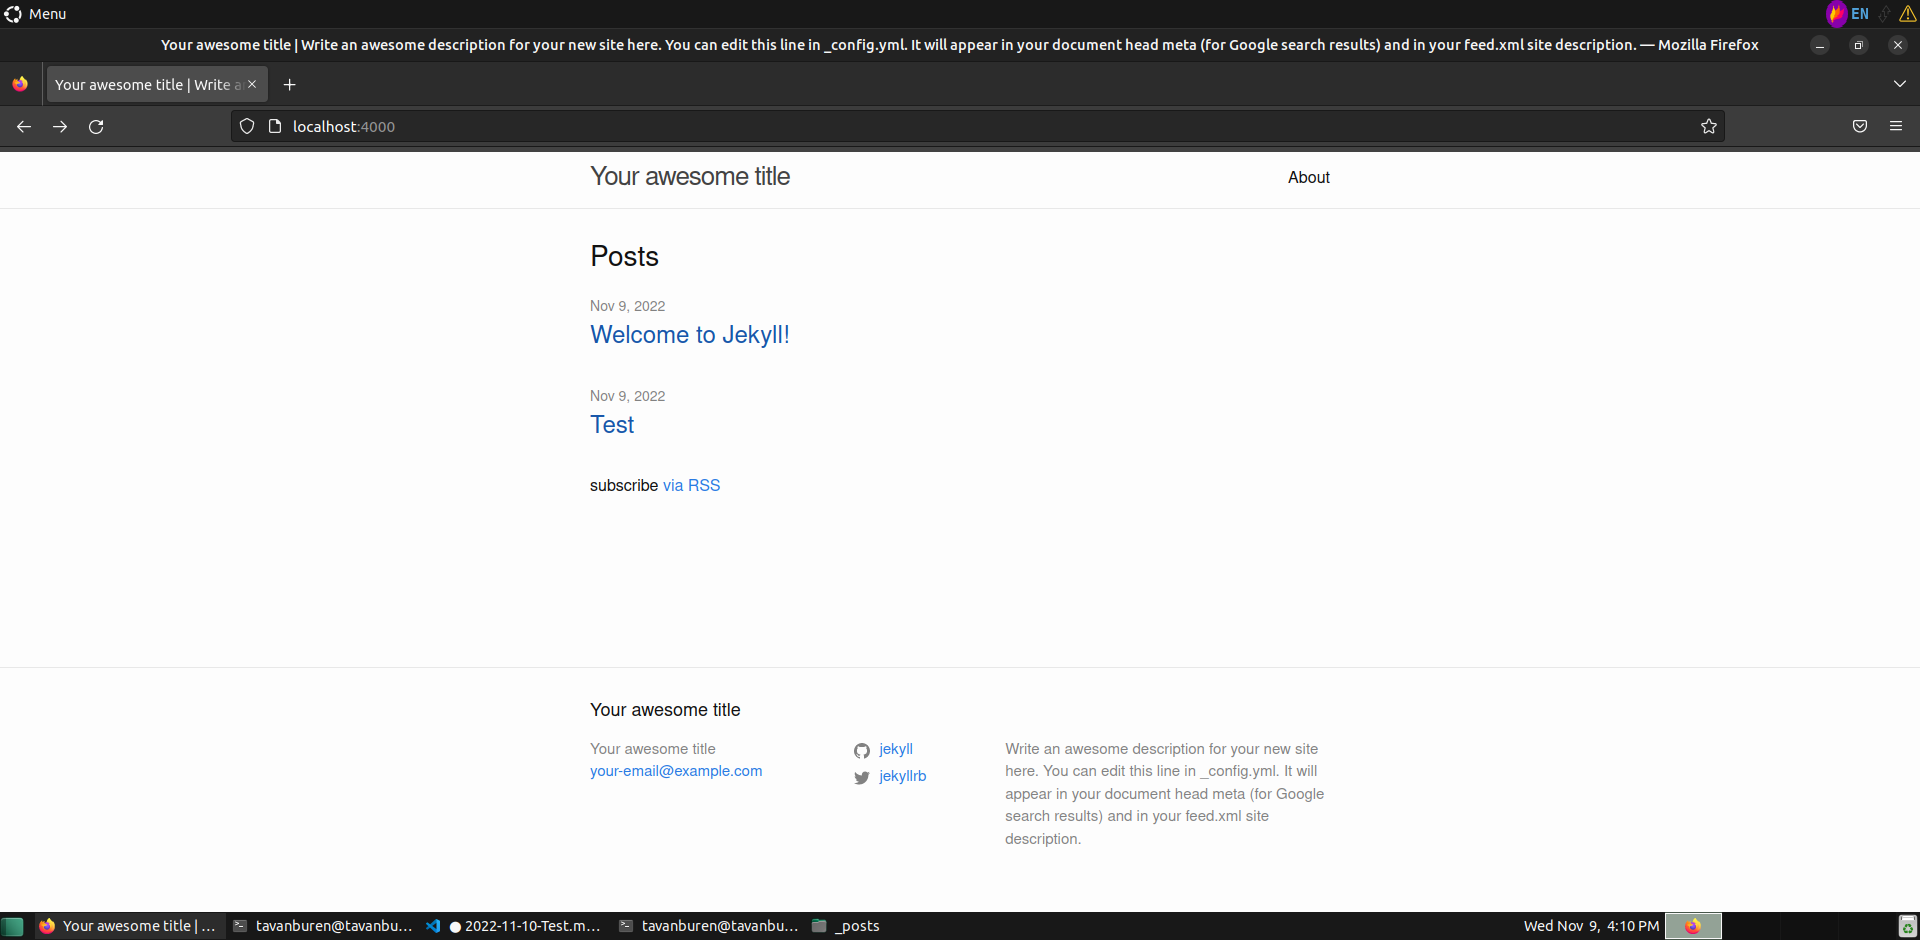 Menu
EN
Your awesome title | Write an awesome description for your new site here. You can edit this line in _config.yml. It will appear in your document head meta (for Google search results) and in your feed.xml site description. — Mozilla Firefox
Your awesome title | Write a
localhost:4000
Your awesome title
About
Posts
Nov 9, 2022
Welcome to Jekyll!
Nov 9, 2022
Test
subscribe via RSS
Your awesome title
Your awesome title
your-email@example.com
jekyll
jekyllrb
Write an awesome description for your new site
here. You can edit this line in _config.yml. It will
appear in your document head meta (for Google
search results) and in your feed.xml site
description.
Your awesome title | ...
tavanburen@tavanbu...
● 2022-11-10-Test.m...
tavanburen@tavanbu...
_posts
Wed Nov 9, 4:10 PM